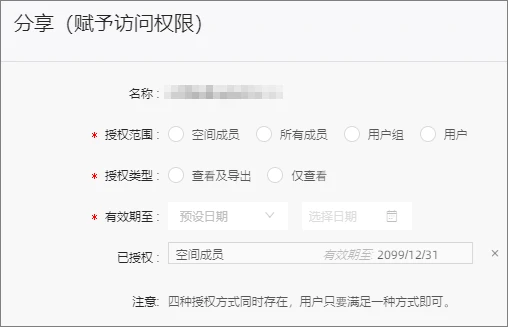 分享（赋予访问权限）
名称：
* 授权范围： 空间成员 所有成员 用户组 用户
* 授权类型： 查看及导出 仅查看
* 有效期至： 预设日期 选择日期
已授权： 空间成员 有效期至: 2099/12/31 ×
注意: 四种授权方式同时存在，用户只要满足一种方式即可。